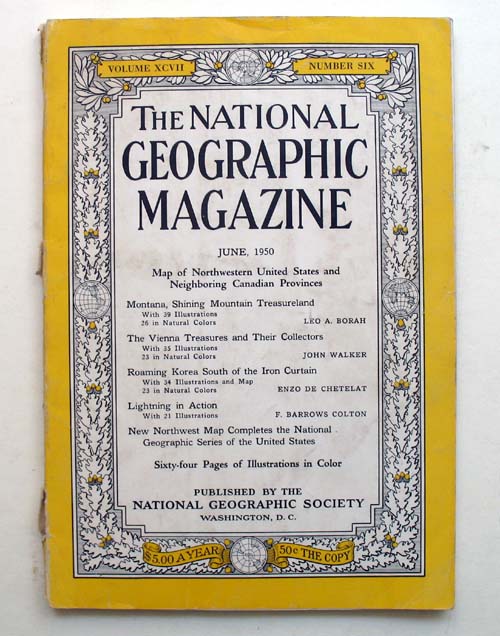 VOLUME XCVII
NUMBER SIX
THE NATIONAL
GEOGRAPHIC
MAGAZINE
JUNE, 1950
Map of Northwestern United States and
Neighboring Canadian Provinces
Montana, Shining Mountain Treasureland
With 39 Illustrations
26 in Natural Colors LEO A. BORAH
The Vienna Treasures and Their Collectors
With 35 Illustrations
23 in Natural Colors JOHN WALKER
Roaming Korea South of the Iron Curtain
With 34 Illustrations and Map
23 in Natural Colors ENZO DE CHETELAT
Lightning in Action
With 21 Illustrations F. BARROWS COLTON
New Northwest Map Completes the National
Geographic Series of the United States
Sixty-four Pages of Illustrations in Color
PUBLISHED BY THE
NATIONAL GEOGRAPHIC SOCIETY
WASHINGTON, D. C.
$5.00 A YEAR
50c THE COPY